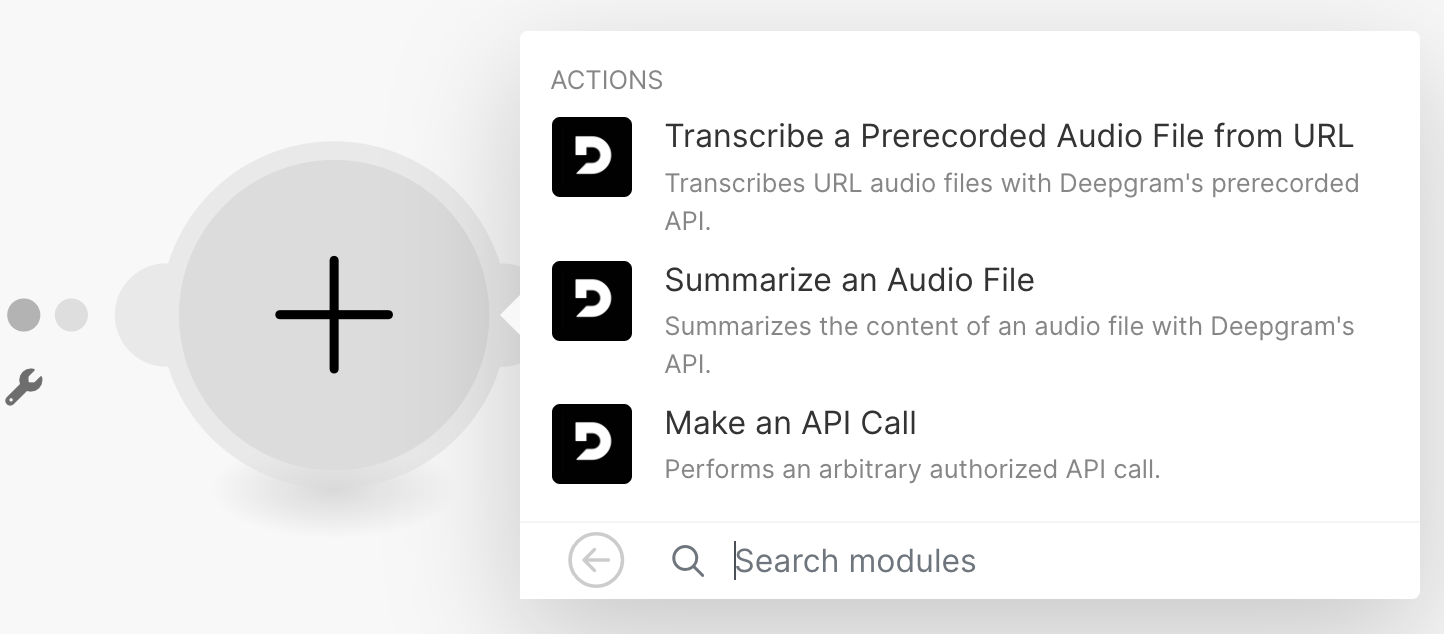 ACTIONS
Transcribe a Prerecorded Audio File from URL
Transcribes URL audio files with Deepgram's prerecorded
API.
Summarize an Audio File
Summarizes the content of an audio file with Deepgram's
API.
Make an API Call
Performs an arbitrary authorized API call.
Search modules